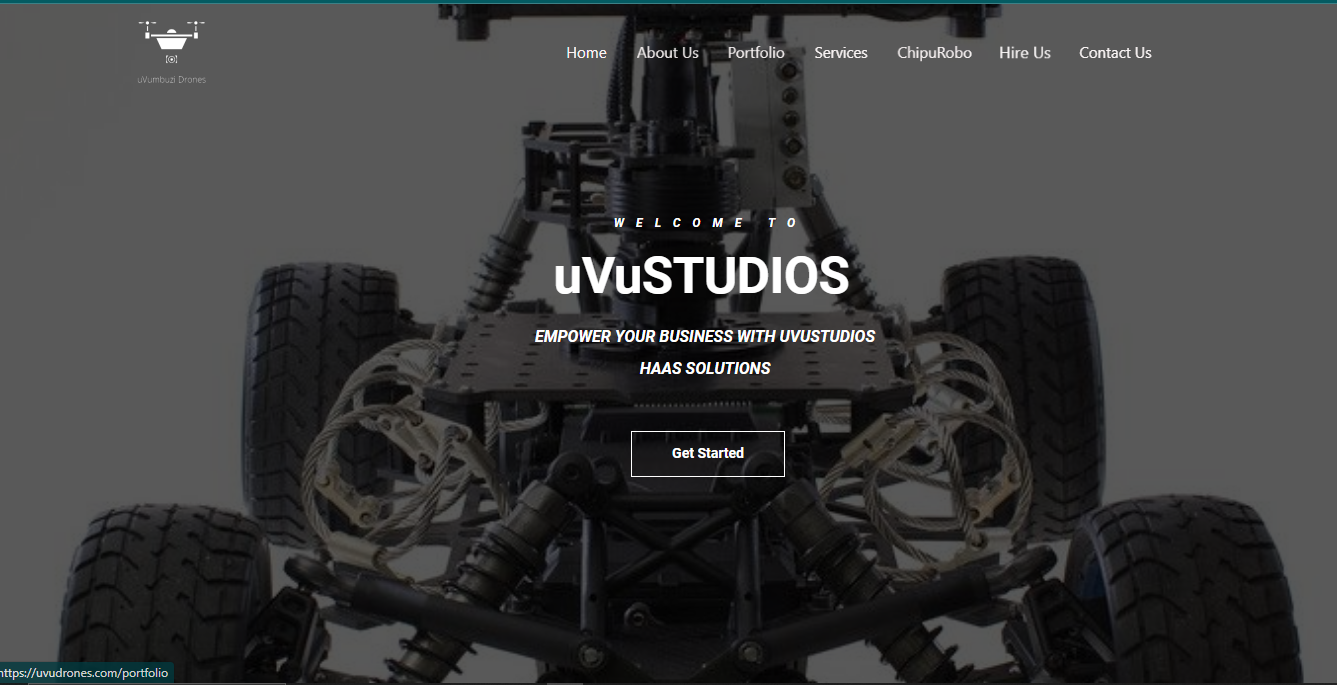 Home About Us Portfolio Services ChipuRobo Hire Us Contact Us
uVumbuzi Drones
WELCOME TO
uVuSTUDIOS
EMPOWER YOUR BUSINESS WITH UVUSTUDIOS
HAAS SOLUTIONS
Get Started
https://uvudrones.com/portfolio